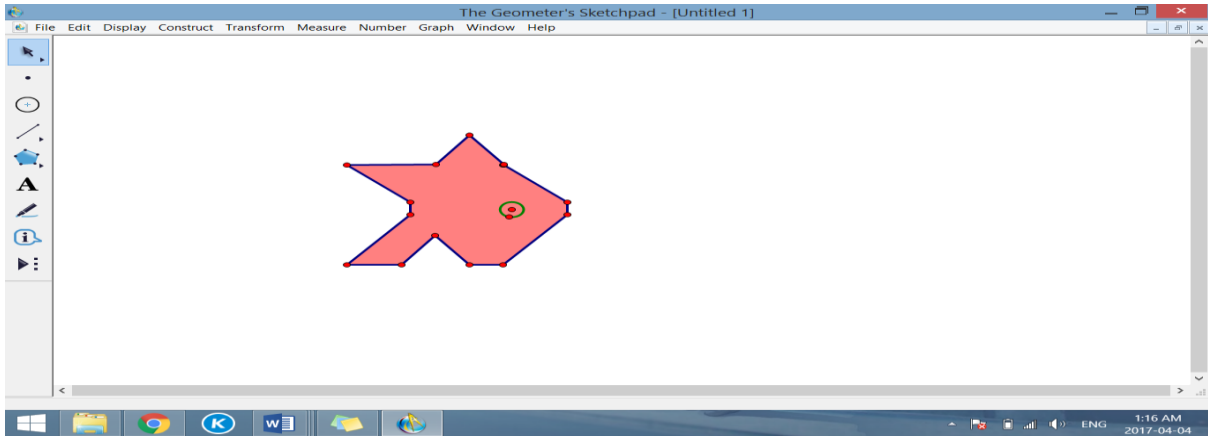 The Geometer's Sketchpad - [Untitled 1]
File Edit Display Construct Transform Measure Number Graph Window Help
A
i
K
W
ENG
1:16 AM
2017-04-04